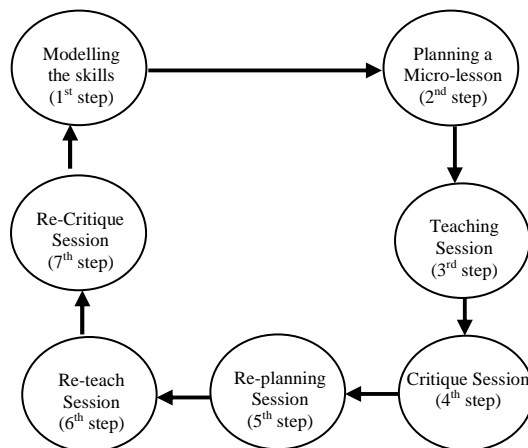 Modelling
the skills
(1st step)
Planning a
Micro-lesson
(2nd step)
Teaching
Session
(3rd step)
Critique Session
(4th step)
Re-planning
Session
(5th step)
Re-teach
Session
(6th step)
Re-Critique
Session
(7th step)